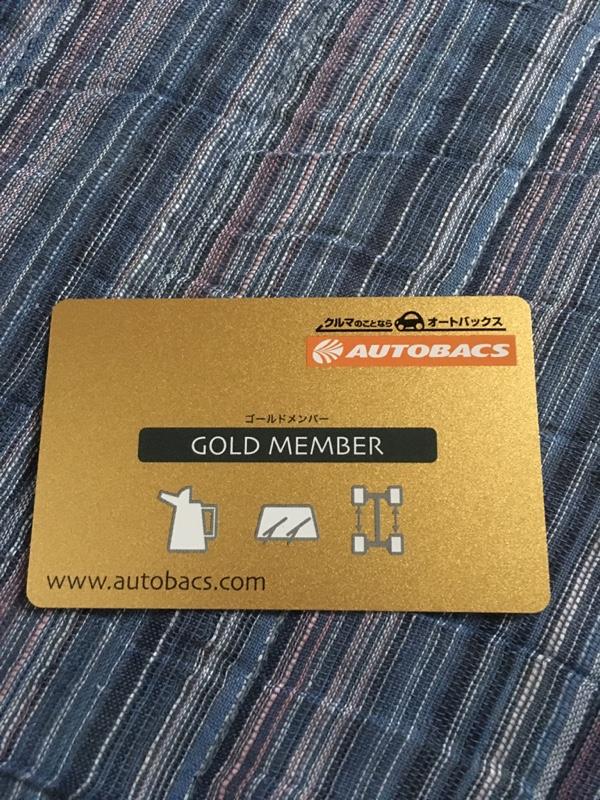 クルマのことなら オートバックス
AUTOBACS
ゴールドメンバー
GOLD MEMBER
www.autobacs.com